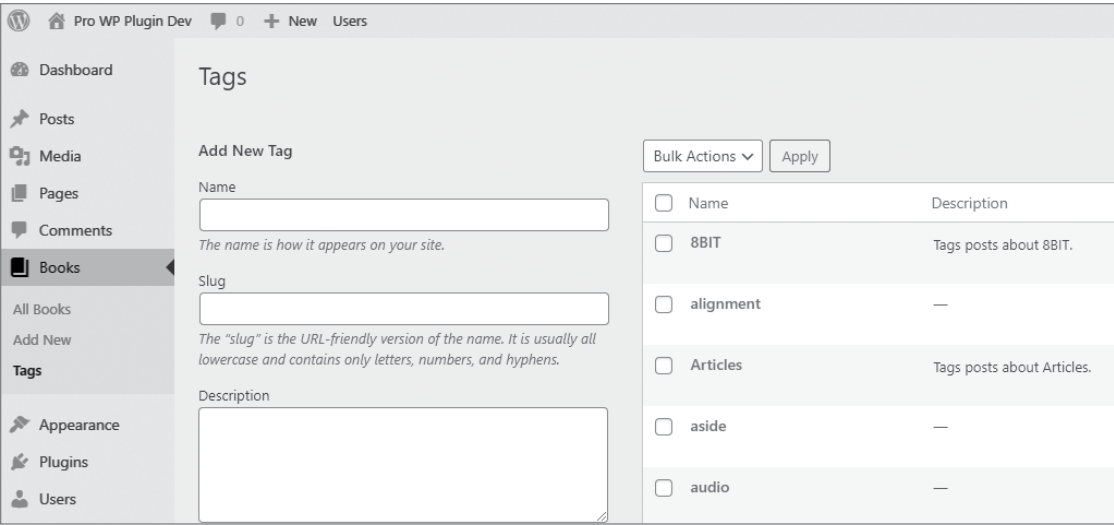 Pro WP Plugin Dev 0 New Users
Dashboard
Posts
Media
Pages
Comments
Books
All Books
Add New
Tags
Appearance
Plugins
Users
Tags
Add New Tag
Name
The name is how it appears on your site.
Slug
The “slug” is the URL-friendly version of the name. It is usually all
lowercase and contains only letters, numbers, and hyphens.
Description
Bulk Actions Apply
Name Description
8BIT Tags posts about 8BIT.
alignment —
Articles Tags posts about Articles.
aside —
audio —